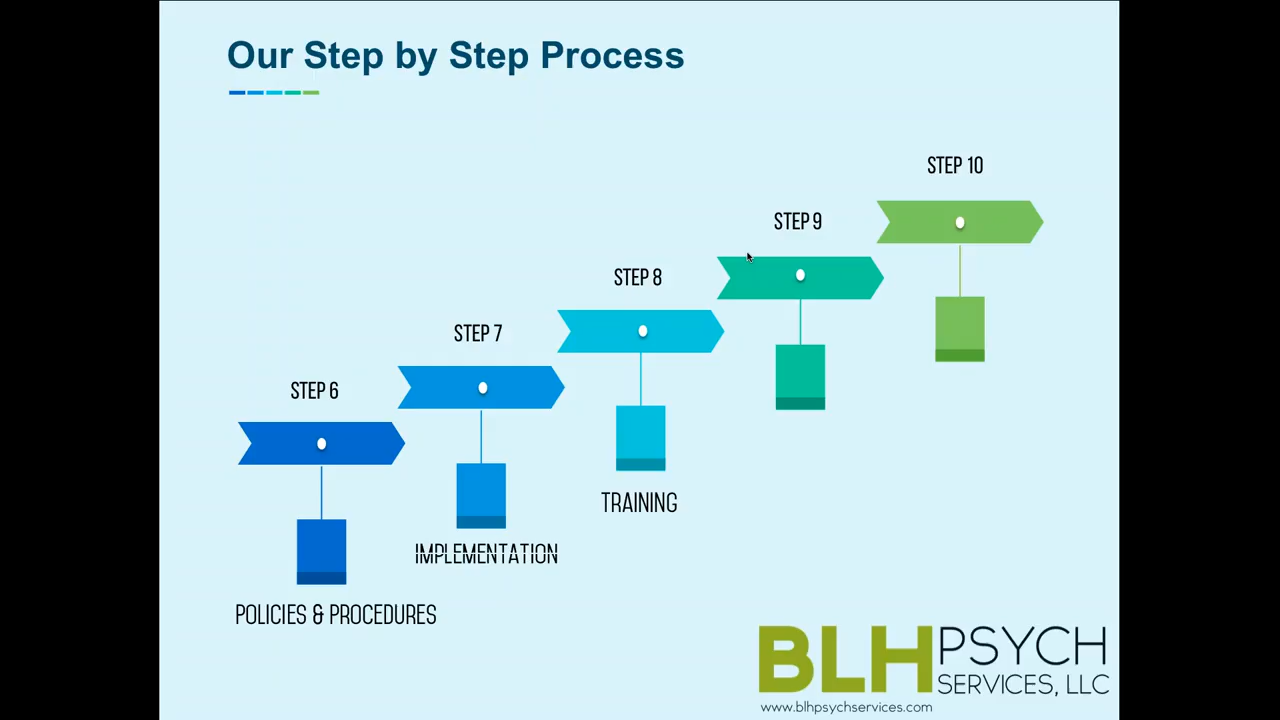 Our Step by Step Process
STEP 10
STEP 9
STEP 8
STEP 7
STEP 6
TRAINING
IMPLEMENTATION
POLICIES & PROCEDURES
BLH PSYCH
SERVICES, LLC
www.blhpsychservices.com